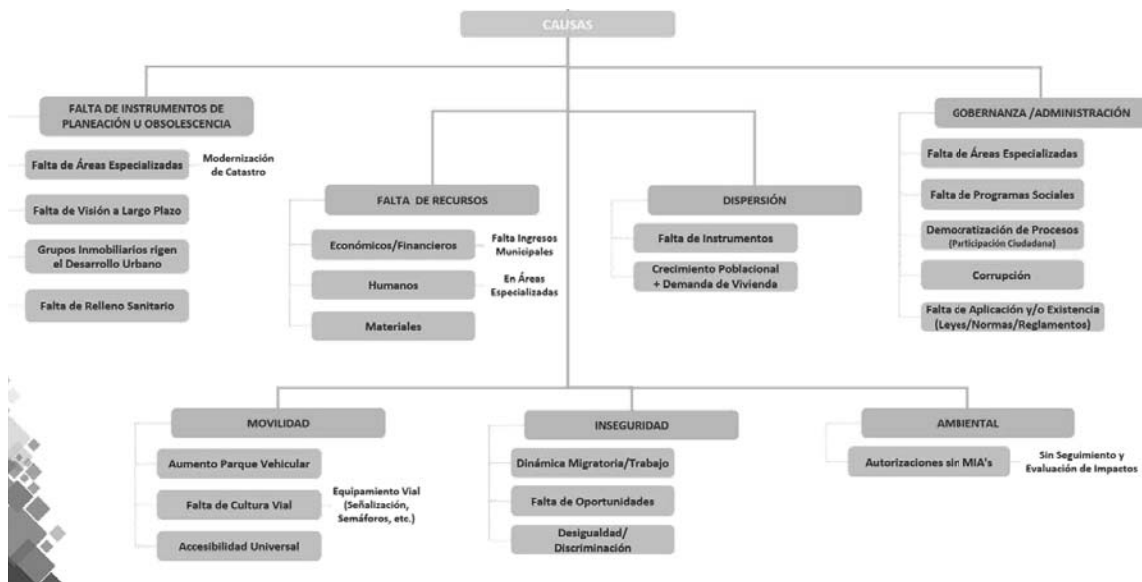 CAUSAS
FALTA DE INSTRUMENTOS DE
PLANEACIÓN U OBSOLESCENCIA
Falta de Áreas Especializadas
Modernización
de Catastro
Falta de Visión a Largo Plazo
Grupos Inmobiliarios rigen
el Desarrollo Urbano
Falta de Relleno Sanitario
FALTA DE RECURSOS
Económicos/Financieros
Falta Ingresos
Municipales
Humanos
En Áreas
Especializadas
Materiales
DISPERSIÓN
Falta de Instrumentos
Crecimiento Poblacional
+ Demanda de Vivienda
GOBERNANZA /ADMINISTRACIÓN
Falta de Áreas Especializadas
Falta de Programas Sociales
Democratización de Procesos
(Participación Ciudadana)
Corrupción
Falta de Aplicación y/o Existencia
(Leyes/Normas/Reglamentos)
MOVILIDAD
Aumento Parque Vehicular
Falta de Cultura Vial
Equipamiento Vial
(Señalización,
Semáforos, etc.)
Accesibilidad Universal
INSEGURIDAD
Dinámica Migratoria/Trabajo
Falta de Oportunidades
Desigualdad/
Discriminación
AMBIENTAL
Autorizaciones sin MIA's
Sin Seguimiento y
Evaluación de Impactos